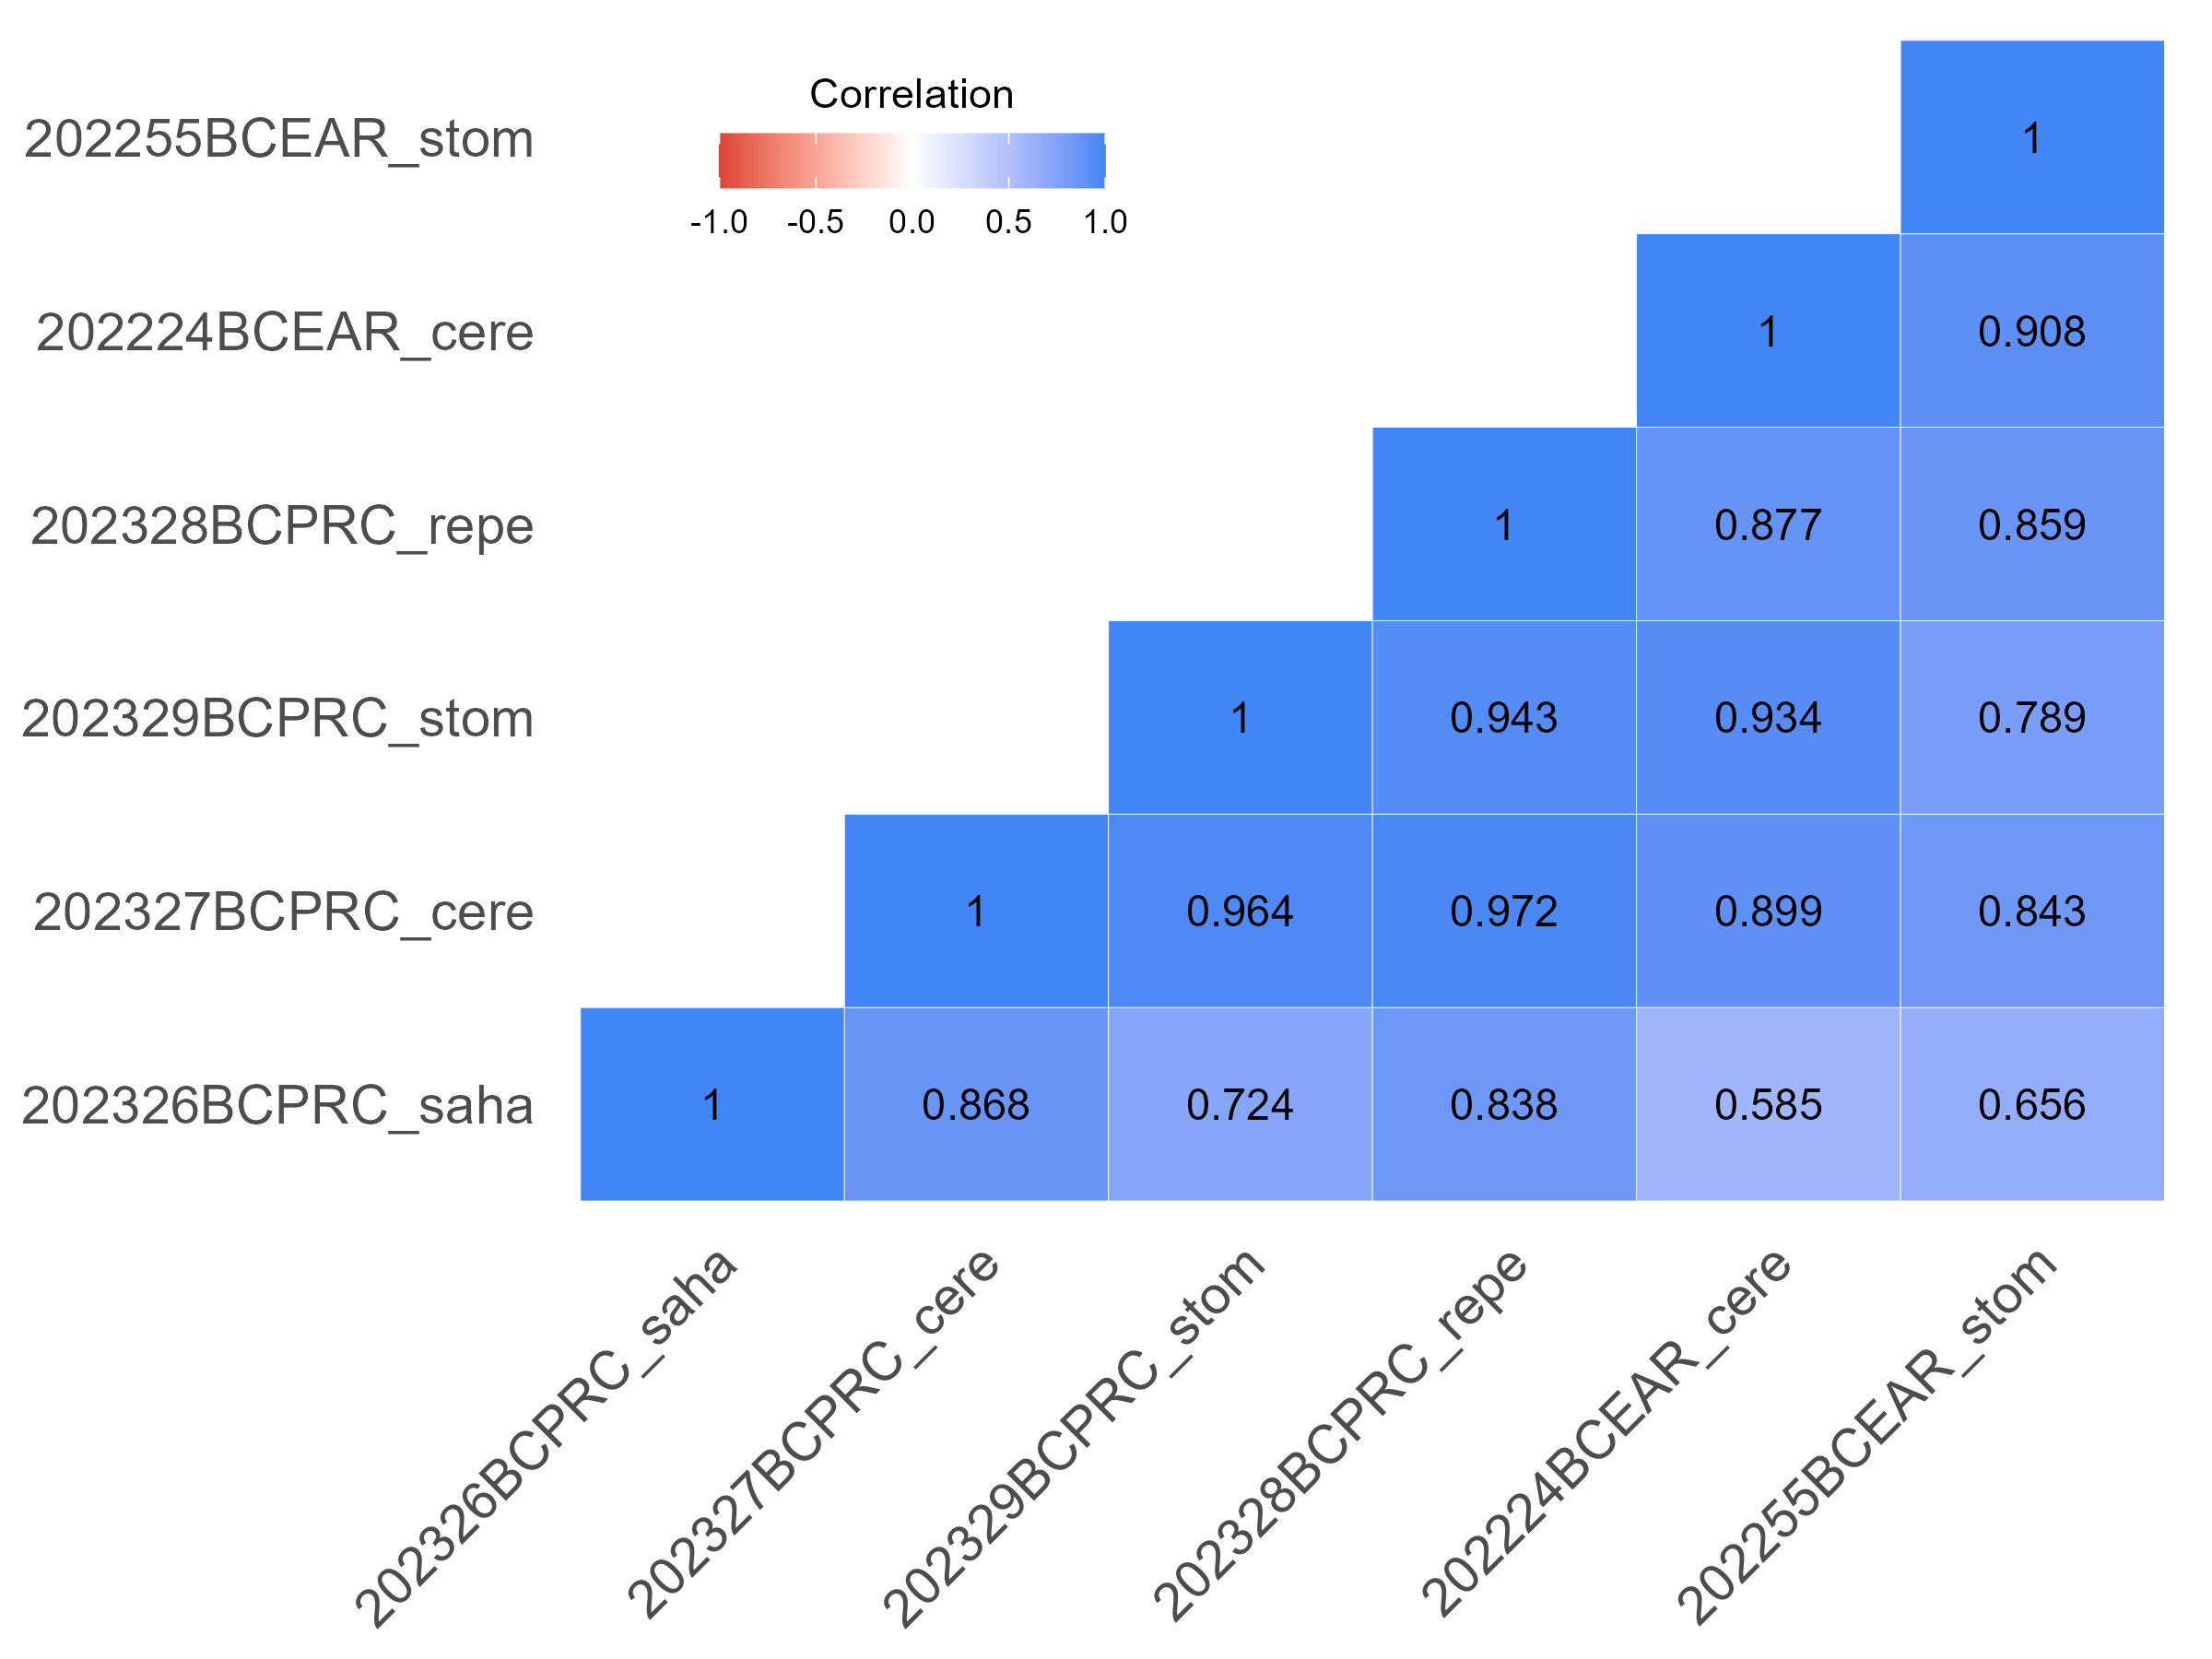 Correlation
-1.0 -0.5 0.0 0.5 1.0
202255BCEAR_stom 1
202224BCEAR_cere 1 0.908
202328BCPRC_repe 1 0.877 0.859
202329BCPRC_stom 1 0.943 0.934 0.789
202327BCPRC_cere 1 0.964 0.972 0.899 0.843
202326BCPRC_saha 1 0.868 0.724 0.838 0.585 0.656
202326BCPRC_saha
202327BCPRC_cere
202329BCPRC_stom
202328BCPRC_repe
202224BCEAR_cere
202255BCEAR_stom